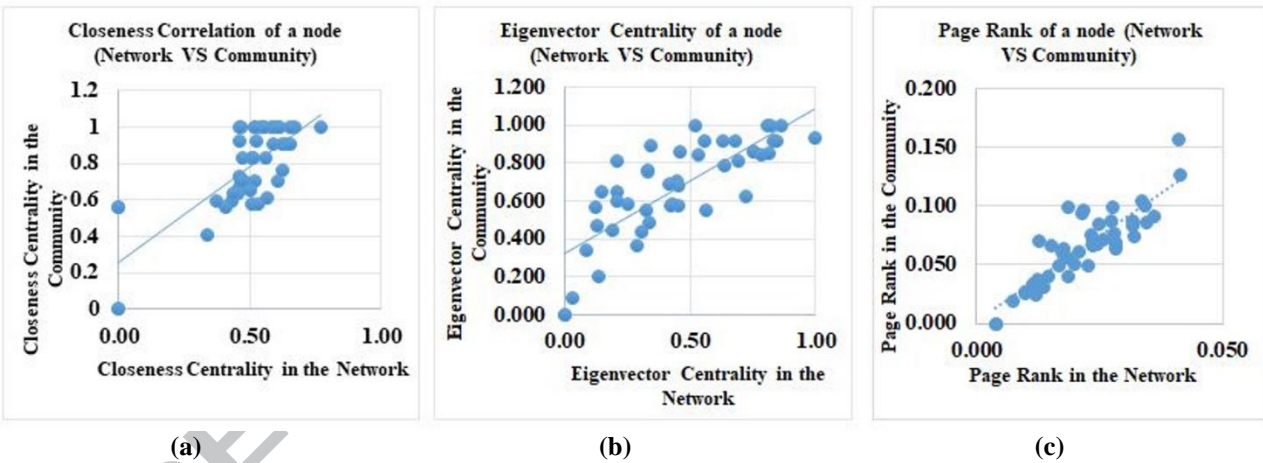 Closeness Correlation of a node
(Network VS Community)
1.2
1
0.8
0.6
0.4
0.2
0
0.00
0.50
1.00
Closeness Centrality in the
Community
Closeness Centrality in the Network
Eigenvector Centrality of a node
(Network VS Community)
1.200
1.000
0.800
0.600
0.400
0.200
0.000
0.00
0.50
1.00
Eigenvector Centrality in the
Community
Eigenvector Centrality in the
Network
Page Rank of a node (Network
VS Community)
0.200
0.150
0.100
0.050
0.000
0.000
0.050
Page Rank in the Community
Page Rank in the Network
(a)
(b)
(c)